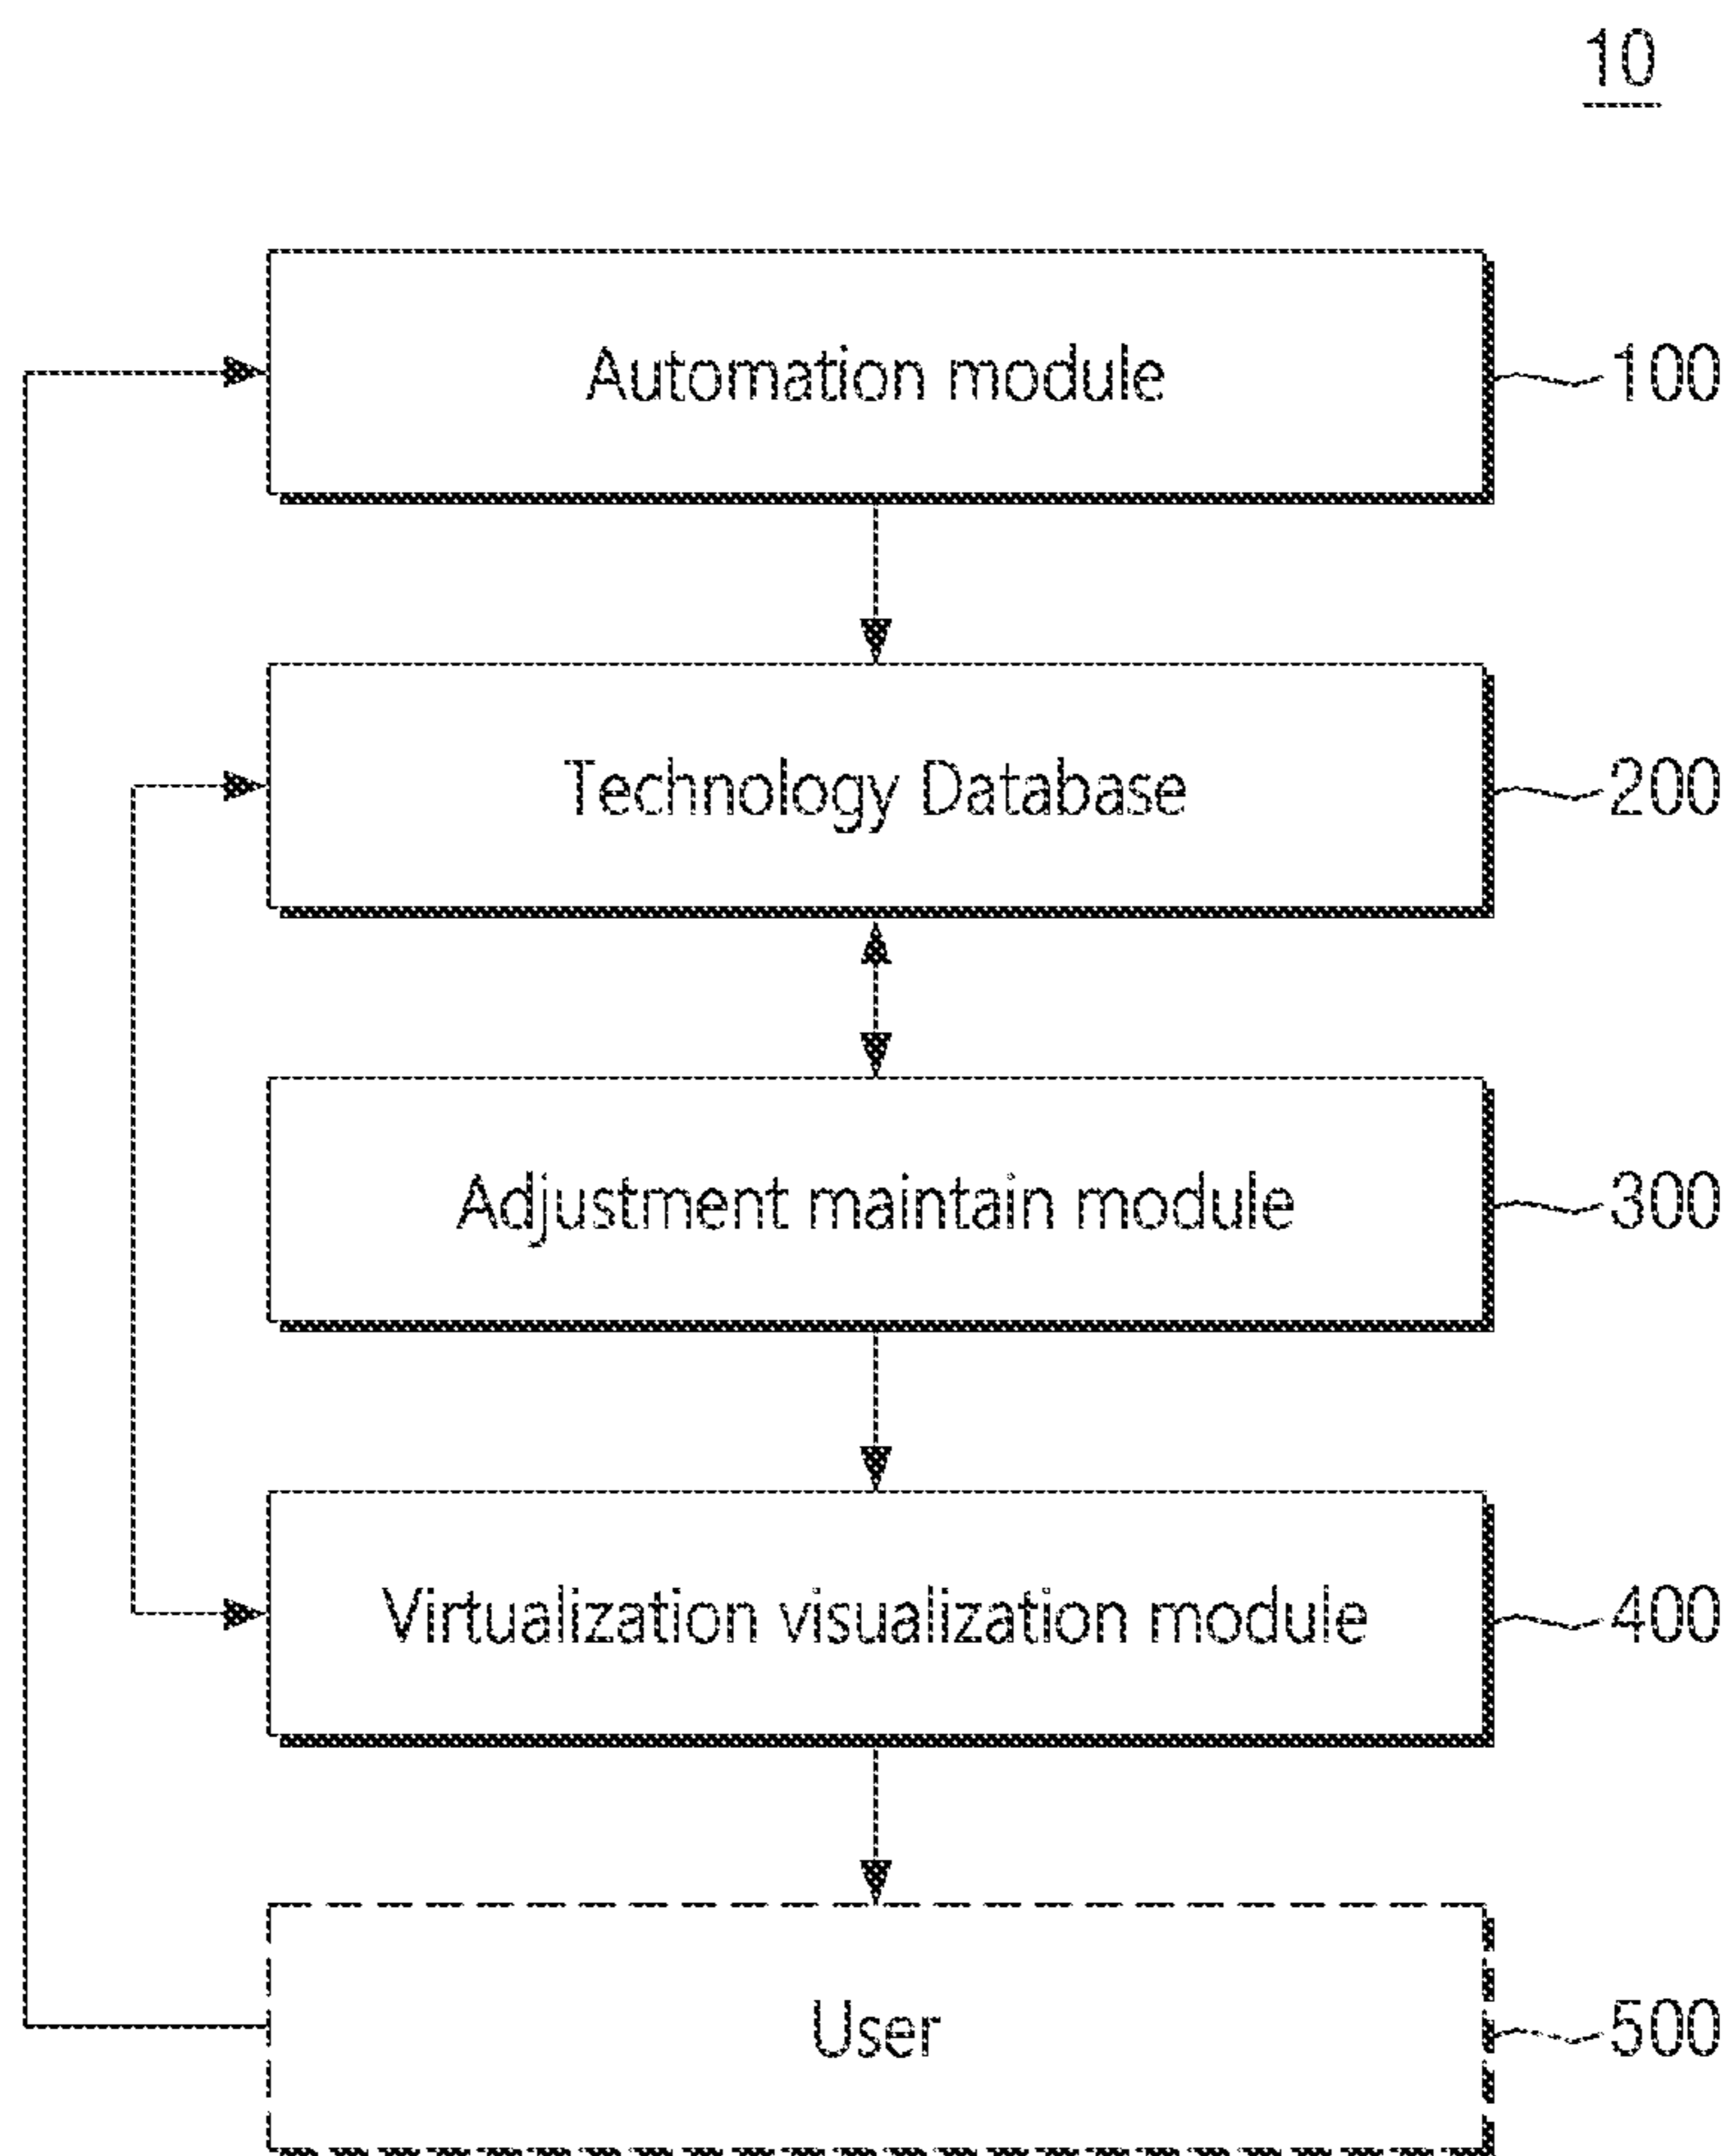 10
Automation module
100
Technology Database
200
Adjustment maintain module
300
Virtualization visualization module
400
User
500